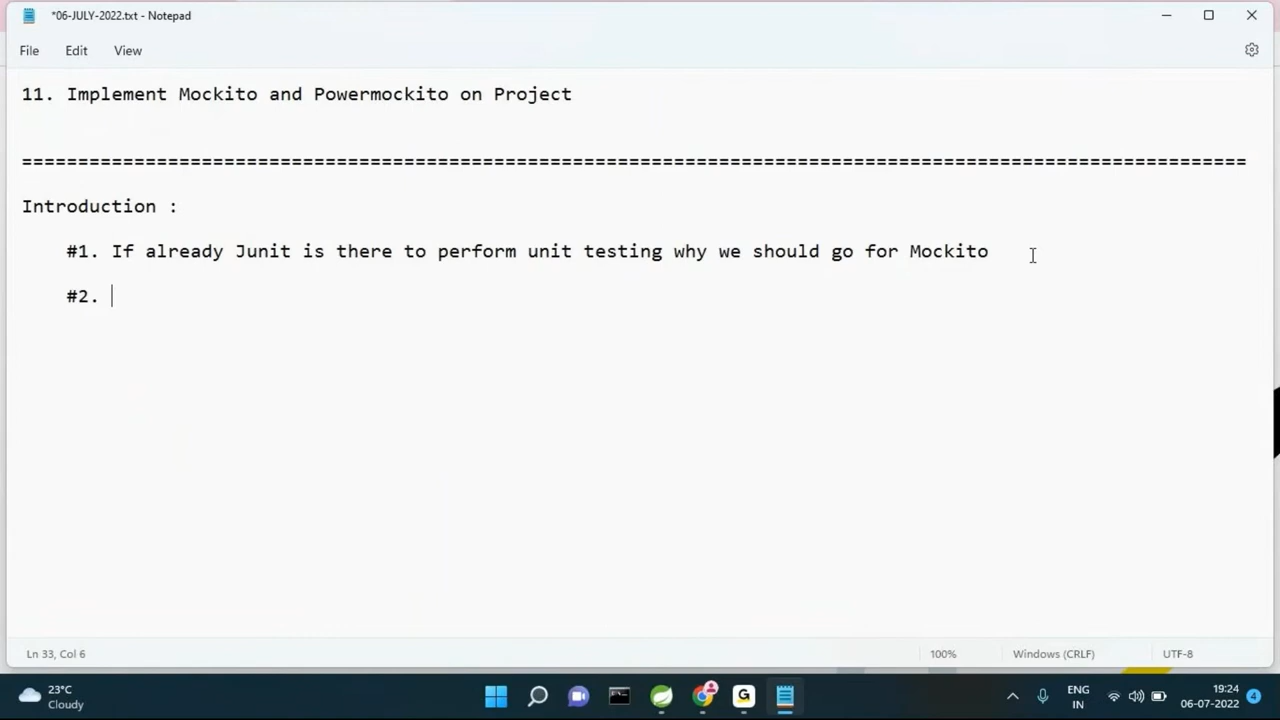 *06-JULY-2022.txt - Notepad
File Edit View
11. Implement Mockito and Powermockito on Project
=============================================================================================================
Introduction :
#1. If already Junit is there to perform unit testing why we should go for Mockito
#2.
Ln 33, Col 6
100%
Windows (CRLF)
UTF-8
23°C
Cloudy
G
ENG
IN
19:24
06-07-2022
4